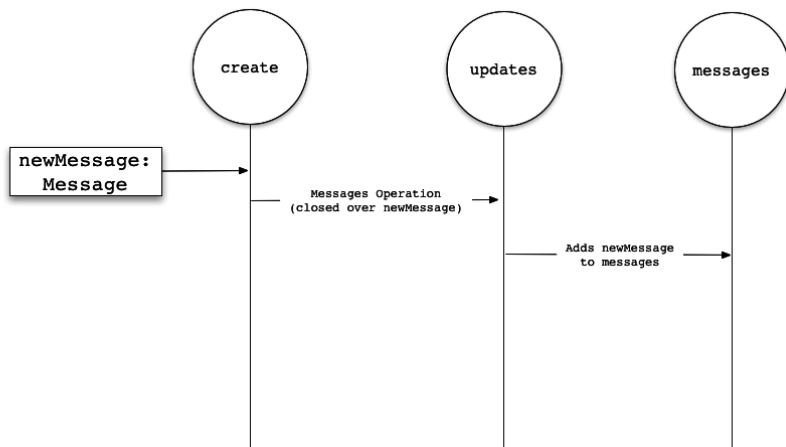 create
updates
messages
newMessage:
Message
Messages Operation
(closed over newMessage)
Adds newMessage
to messages